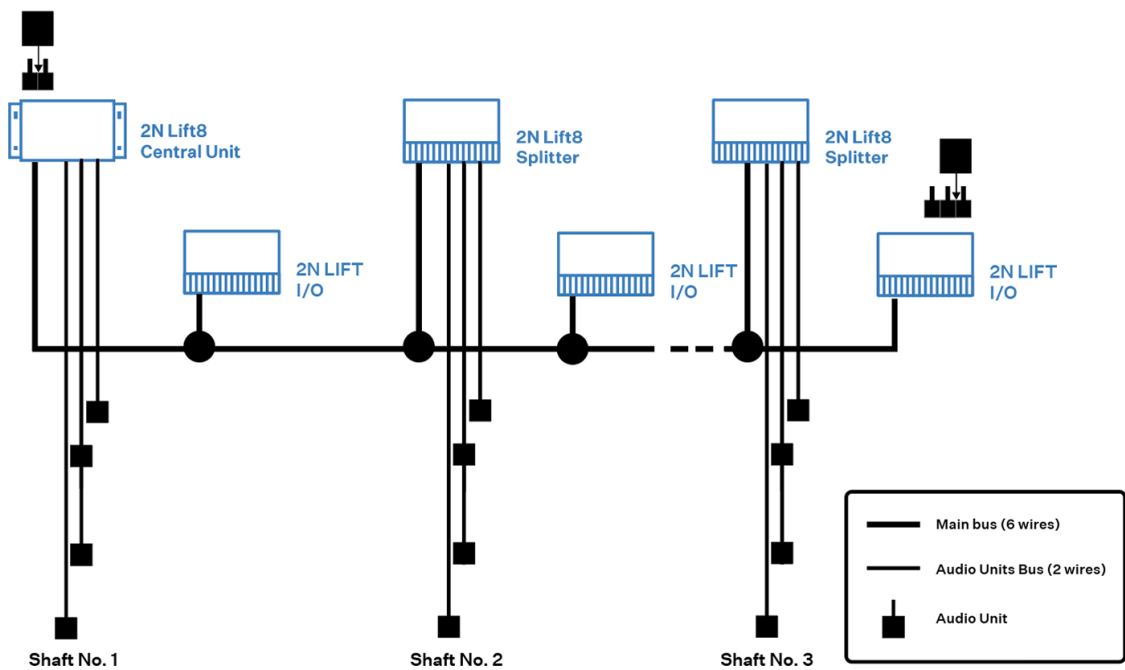 2N Lift8
Central Unit
2N Lift8
Splitter
2N Lift8
Splitter
2N LIFT
I/O
2N LIFT
I/O
2N LIFT
I/O
Main bus (6 wires)
Audio Units Bus (2 wires)
Audio Unit
Shaft No. 1
Shaft No. 2
Shaft No. 3